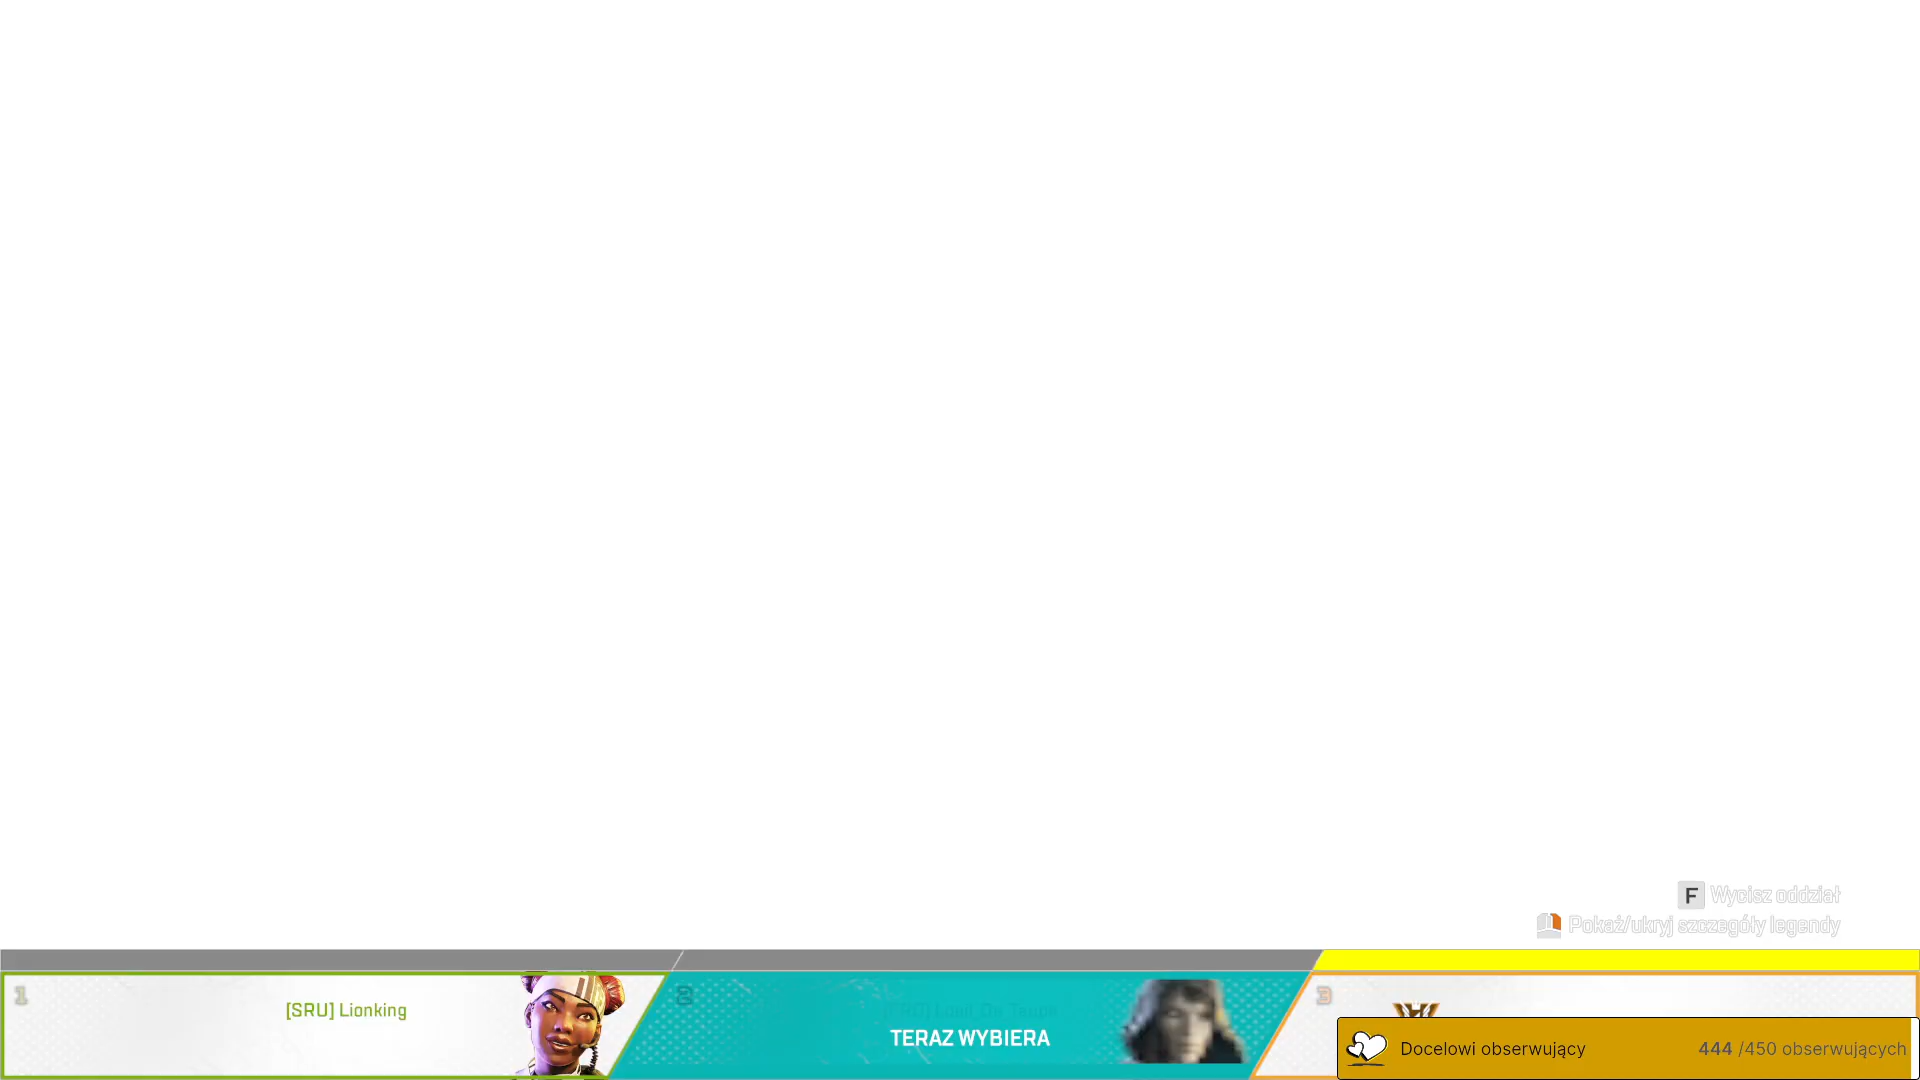 F Wycisz oddział
Pokaż/ukryj szczegóły legendy
1
[SRU] Lionking
2
TERAZ WYBIERA
3
Docelowi obserwujący
444 /450 obserwujących